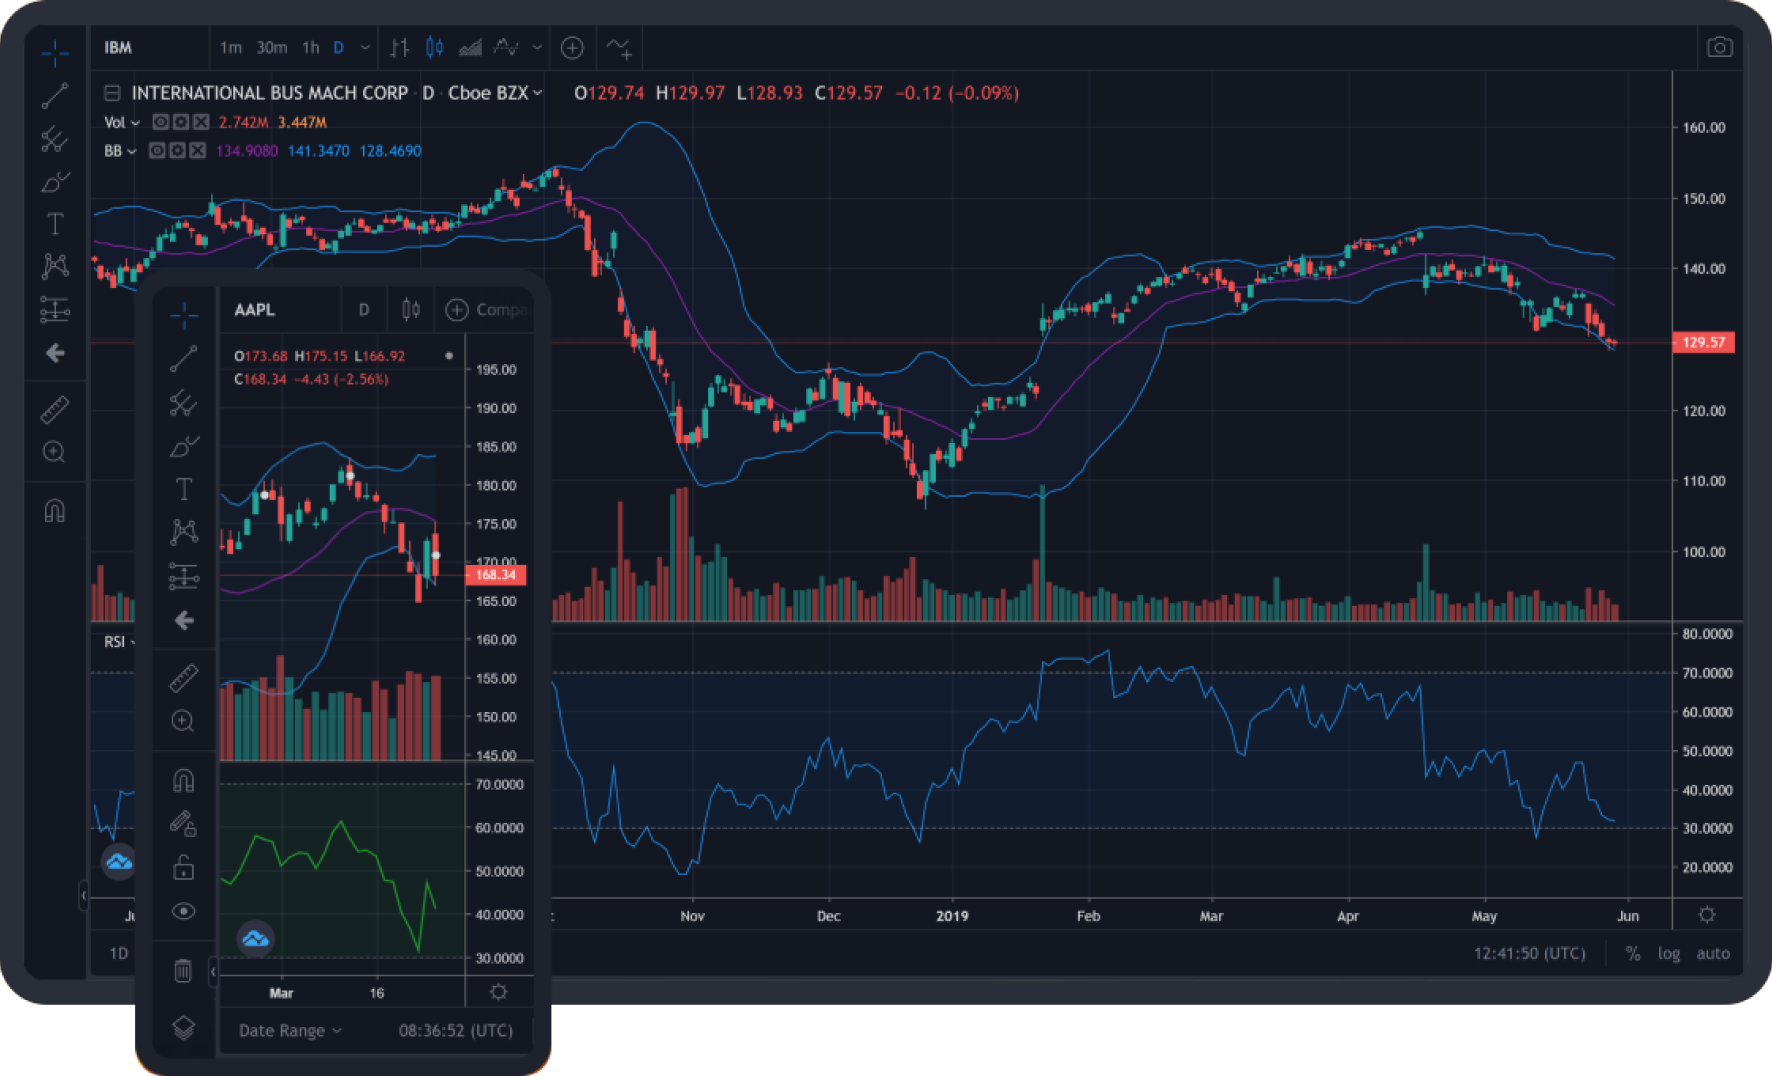 IBM 1m 30m 1h D
INTERNATIONAL BUS MACH CORP · D · Cboe BZX O129.74 H129.97 L128.93 C129.57 −0.12 (−0.09%)
Vol 2.742M 3.447M
BB 134.9080 141.3470 128.4690
160.00
150.00
140.00
129.57
120.00
110.00
100.00
RSI
80.0000
70.0000
60.0000
50.0000
40.0000
30.0000
20.0000
Nov Dec 2019 Feb Mar Apr May Jun
1D 12:41:50 (UTC) % log auto
AAPL D
O173.68 H175.15 L166.92
C168.34 −4.43 (−2.56%)
195.00
190.00
185.00
180.00
175.00
170.00
168.34
165.00
160.00
155.00
150.00
145.00
70.0000
60.0000
50.0000
40.0000
30.0000
Mar 16
Date Range 08:36:52 (UTC)